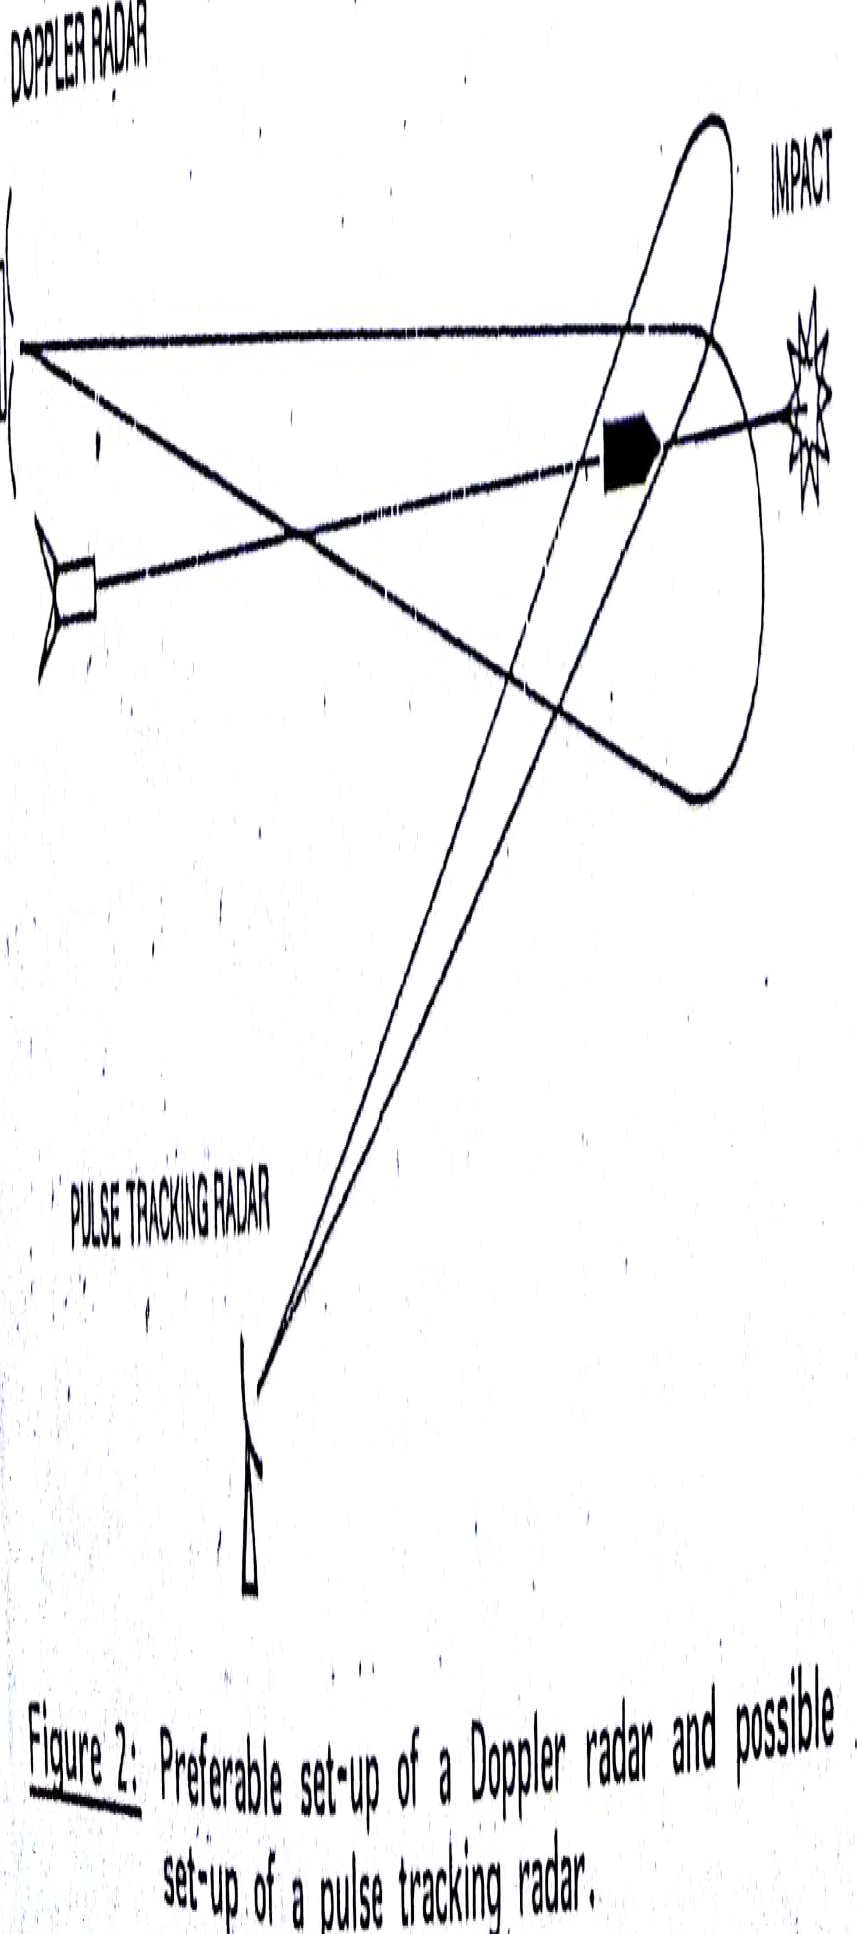 DOPPLER RADAR
IMPACT
PULSE TRACKING RADAR
Figure 2: Preferable set-up of a Doppler radar and possible
set-up of a pulse tracking radar.